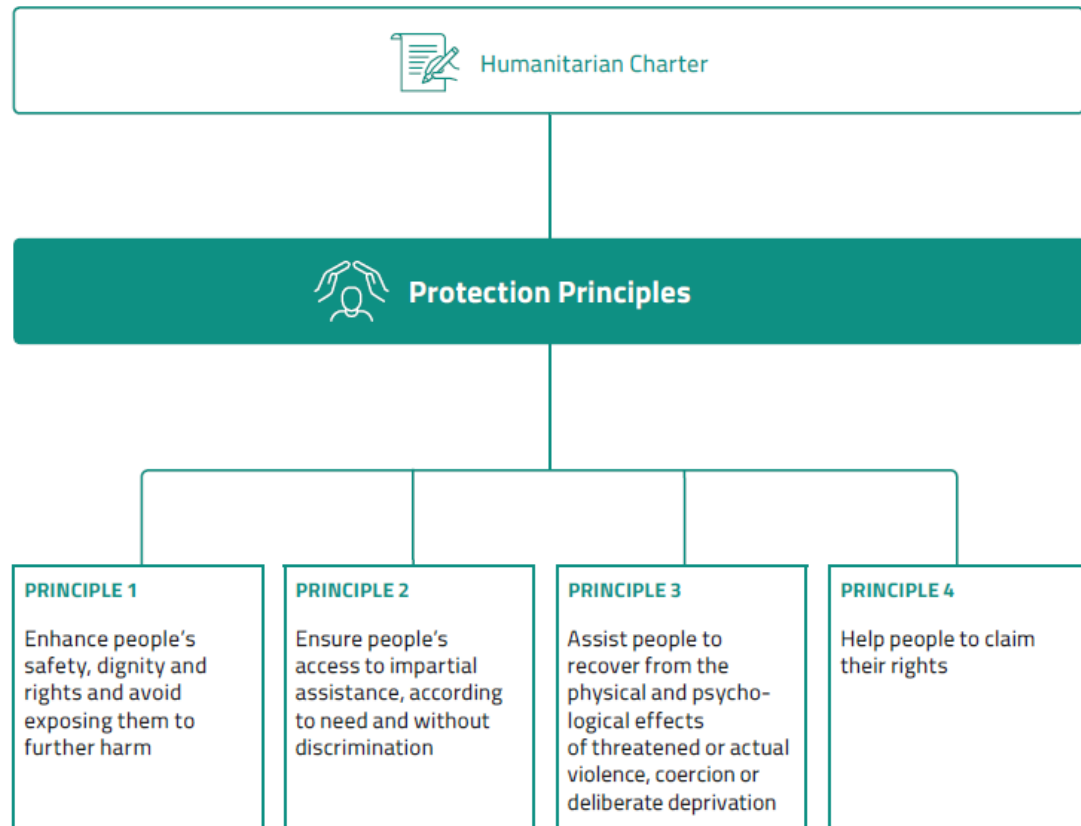 Humanitarian Charter
Protection Principles
PRINCIPLE 1
Enhance people's
safety, dignity and
rights and avoid
exposing them to
further harm
PRINCIPLE 2
Ensure people's
access to impartial
assistance, according
to need and without
discrimination
PRINCIPLE 3
Assist people to
recover from the
physical and psycho-
logical effects
of threatened or actual
violence, coercion or
deliberate deprivation
PRINCIPLE 4
Help people to claim
their rights